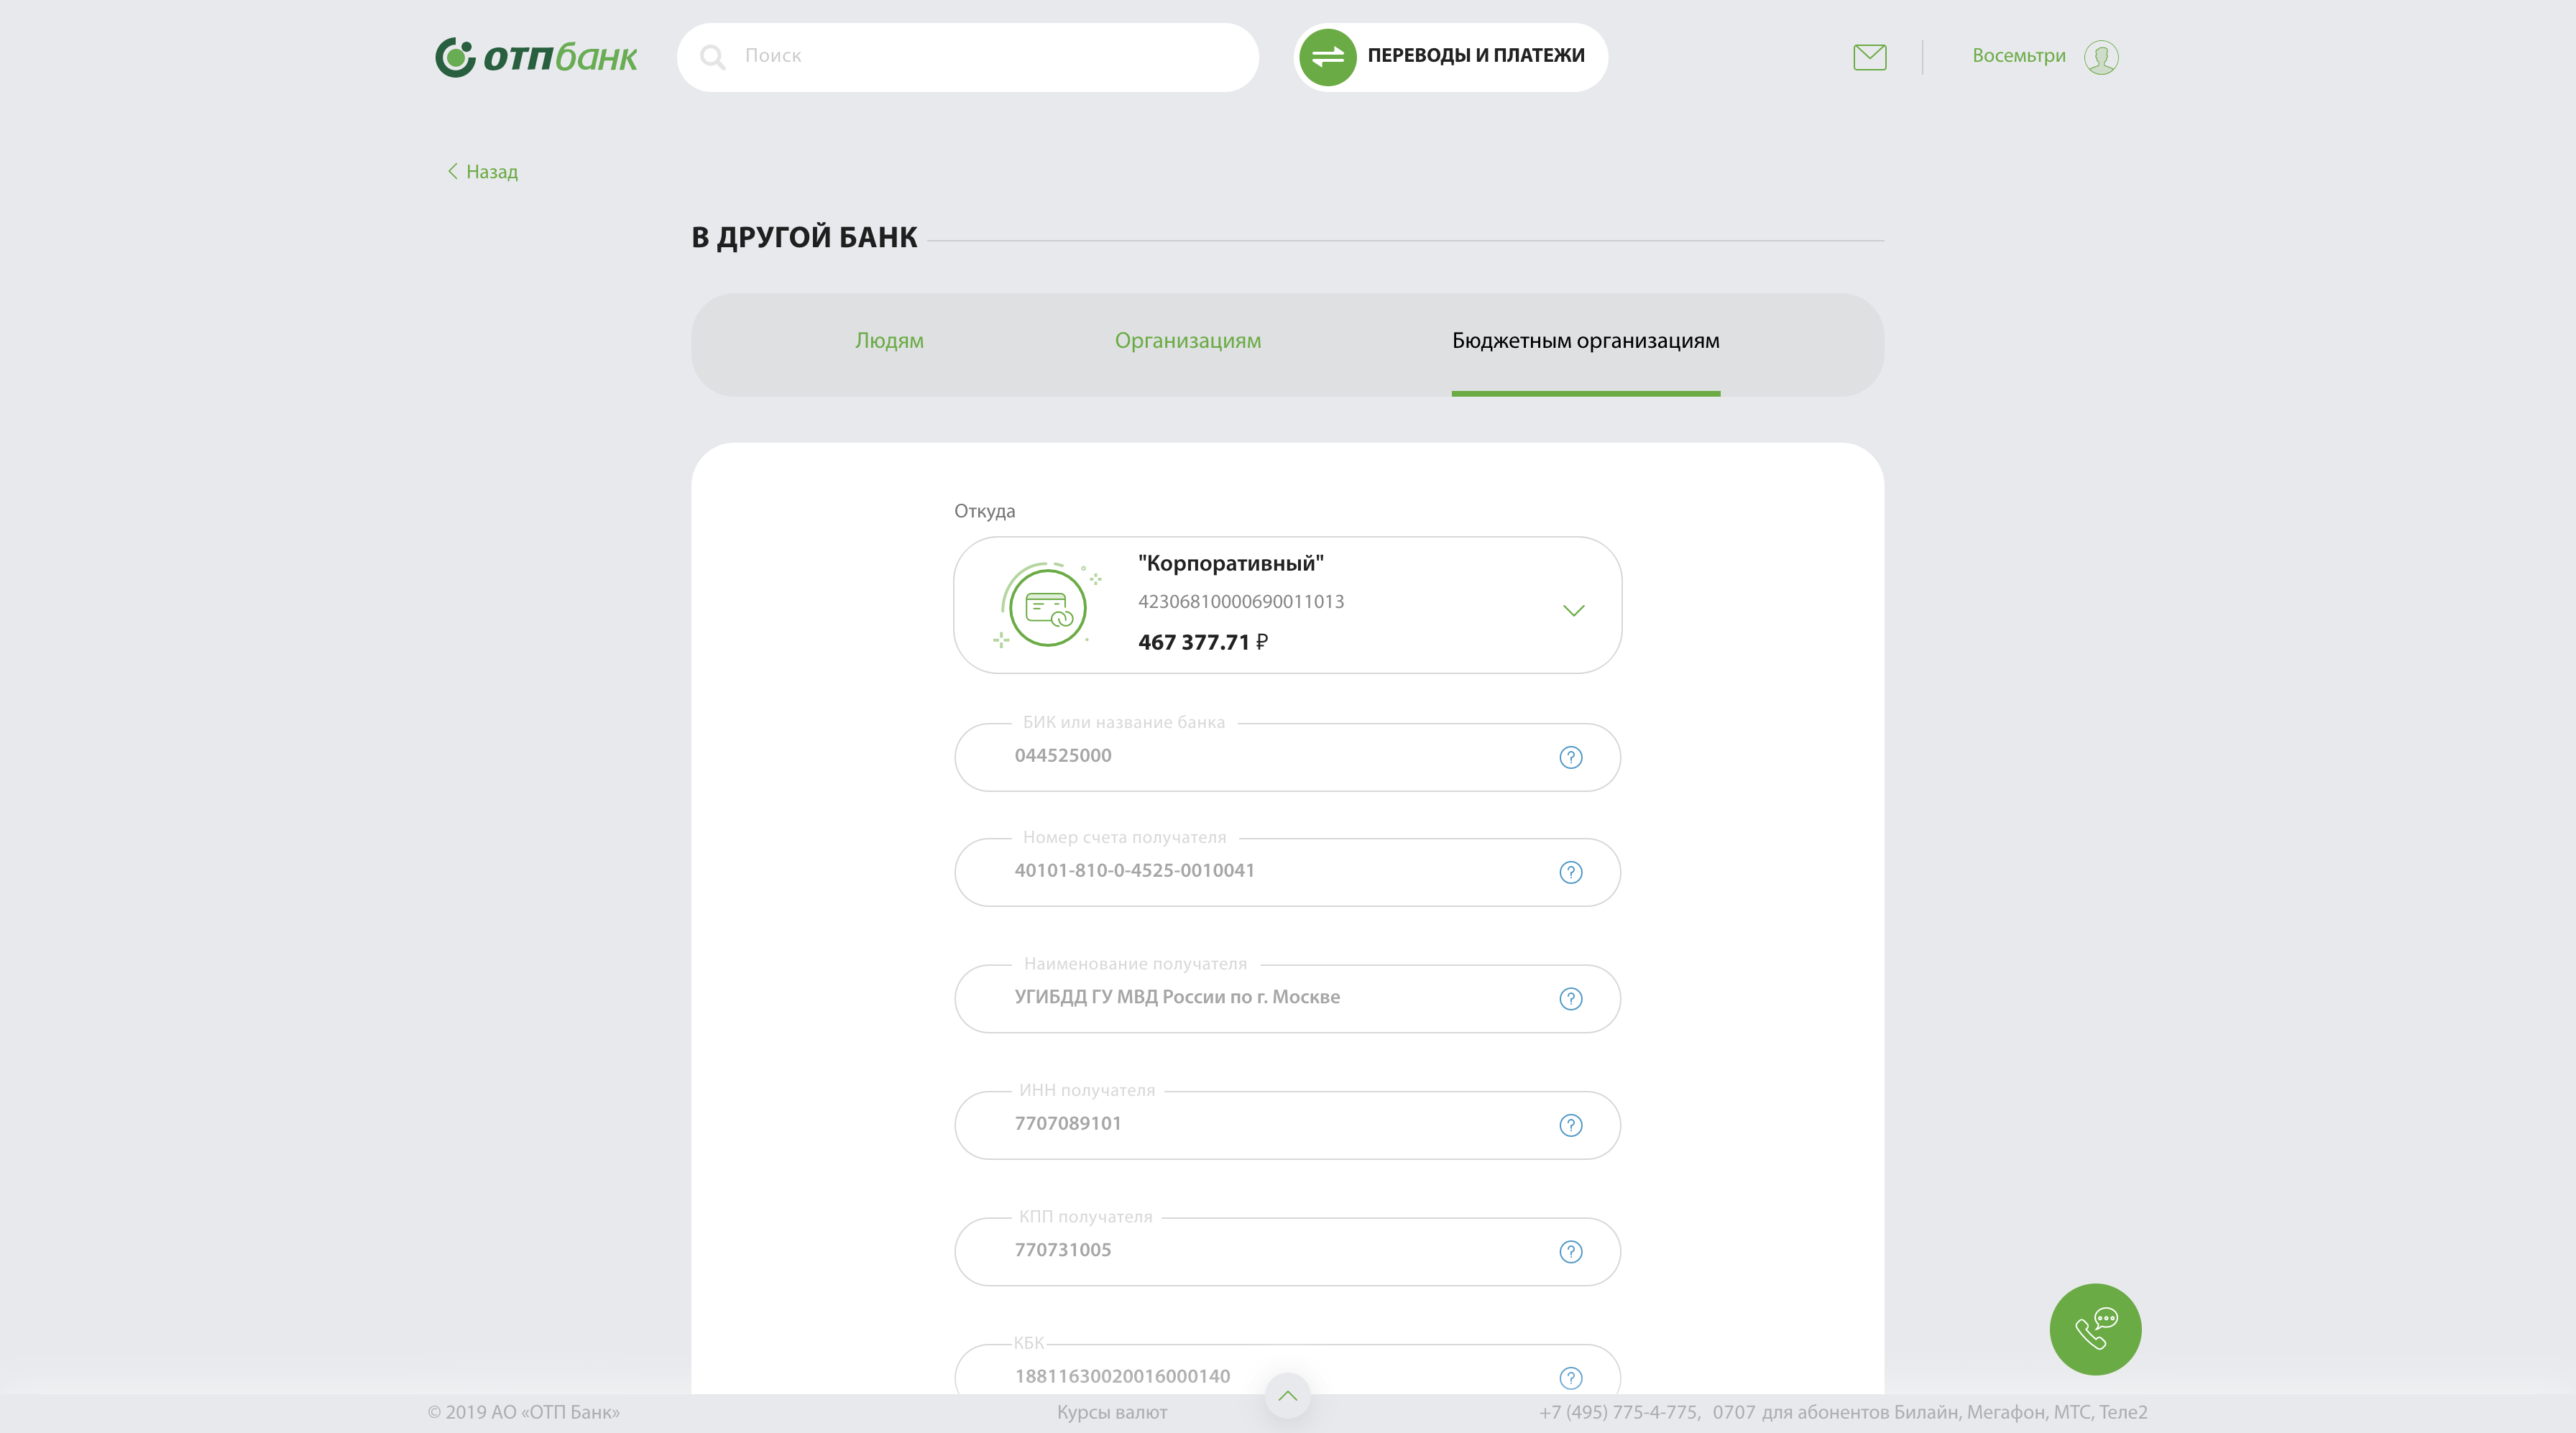 отпбанк
Поиск
ПЕРЕВОДЫ И ПЛАТЕЖИ
Восемьтри
Назад
В ДРУГОЙ БАНК
Людям
Организациям
Бюджетным организациям
Откуда
"Корпоративный"
42306810000690011013
467 377.71 ₽
БИК или название банка
044525000
?
Номер счета получателя
40101-810-0-4525-0010041
?
Наименование получателя
УГИБДД ГУ МВД России по г. Москве
?
ИНН получателя
7707089101
?
КПП получателя
770731005
?
КБК
18811630020016000140
?
© 2019 АО «ОТП Банк»
Курсы валют
+7 (495) 775-4-775, 0707 для абонентов Билайн, Мегафон, МТС, Теле2